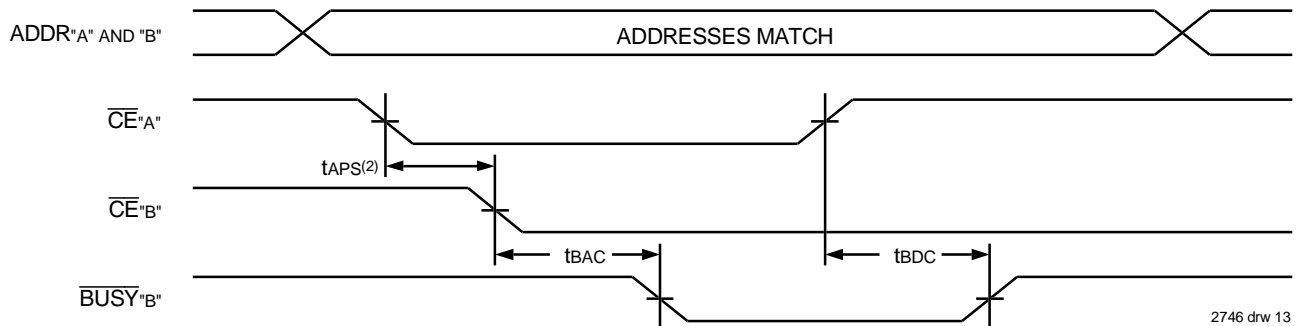 ADDR"A" AND "B"
ADDRESSES MATCH
CE"A"
tAPS(2)
CE"B"
tBAC
tBDC
BUSY"B"
2746 drw 13